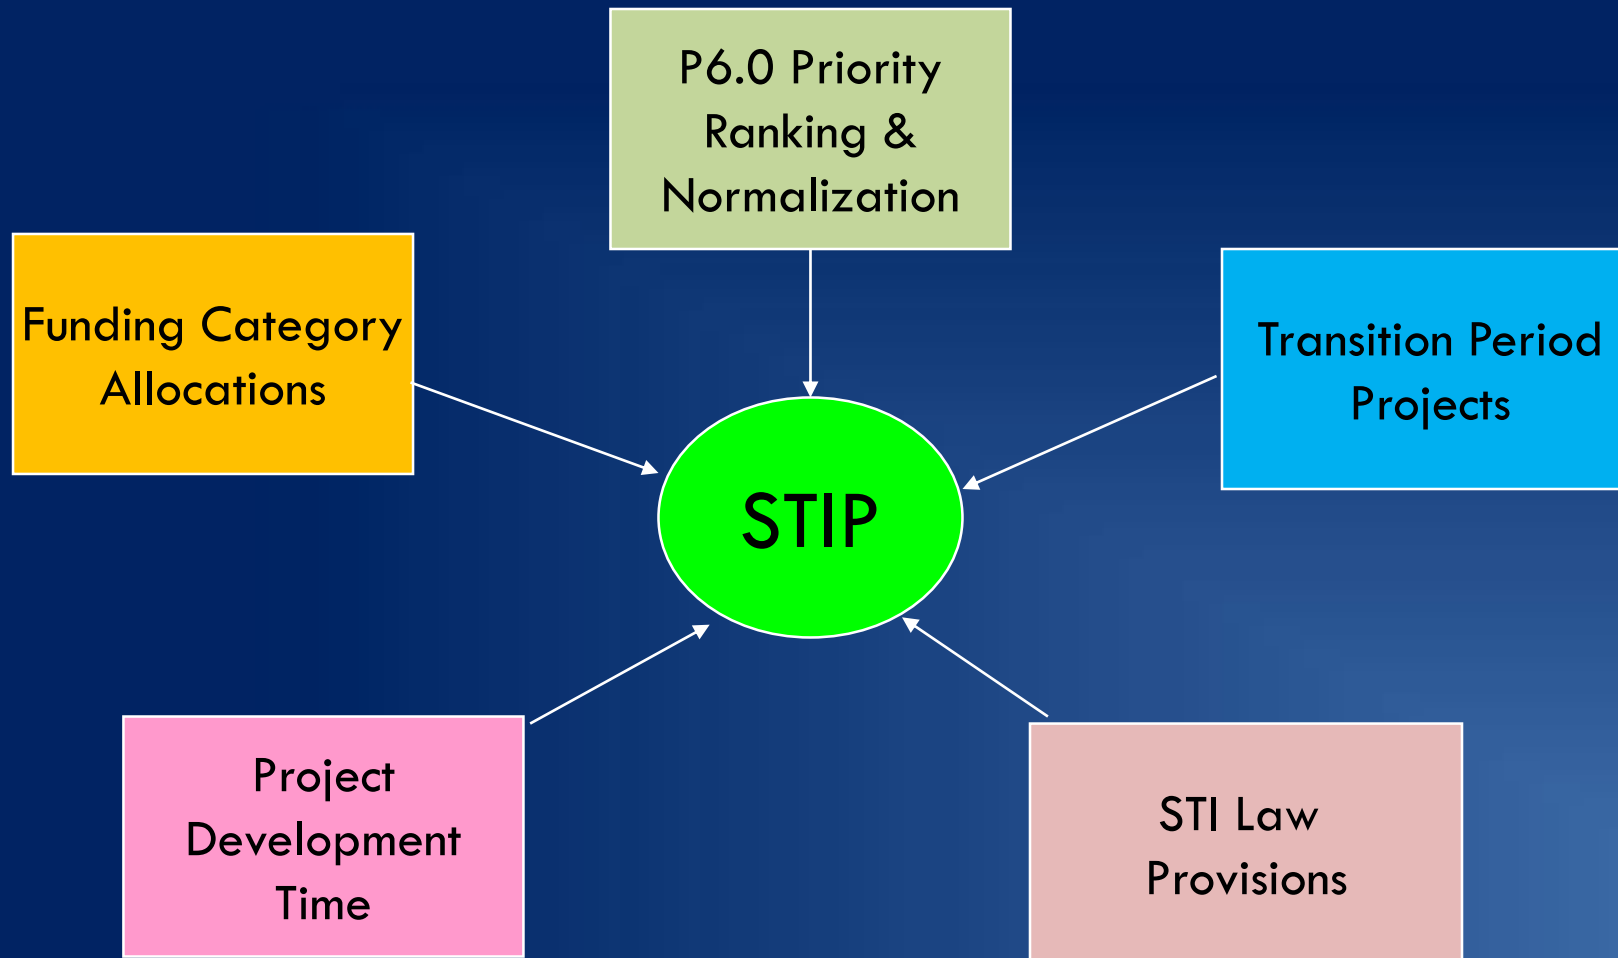 P6.0 Priority
Ranking &
Normalization
Funding Category
Allocations
Transition Period
Projects
STIP
Project
Development
Time
STI Law
Provisions